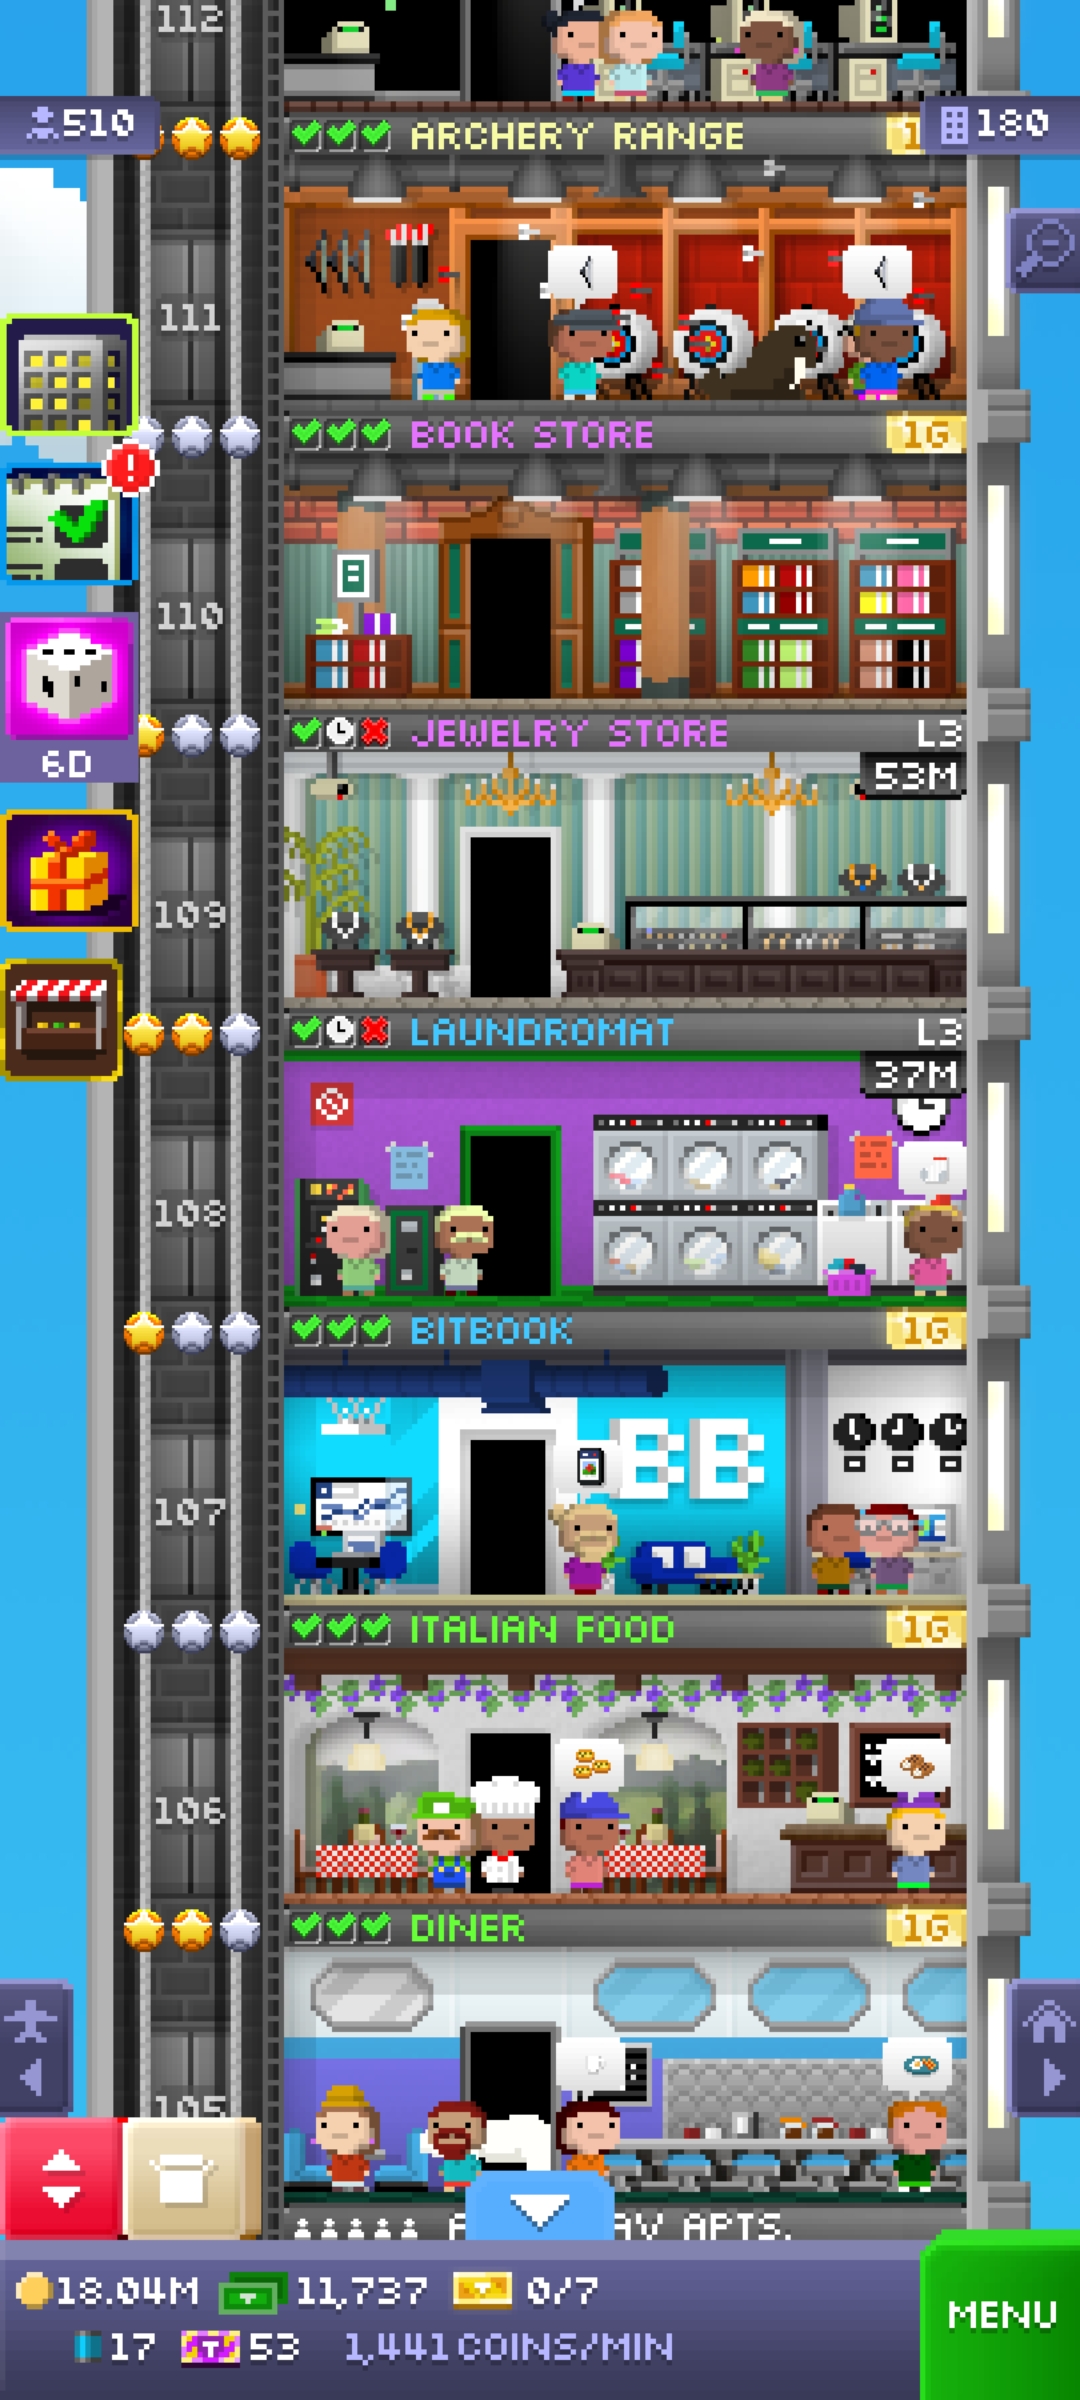 112
510
ARCHERY RANGE
180
111
BOOK STORE
1G
110
JEWELRY STORE
L3
53M
6D
109
LAUNDROMAT
L3
37M
108
BITBOOK
1G
BB
107
ITALIAN FOOD
1G
106
DINER
1G
105
APTS.
18.04M
11,737
0/7
MENU
17
53
1,441 COINS/MIN